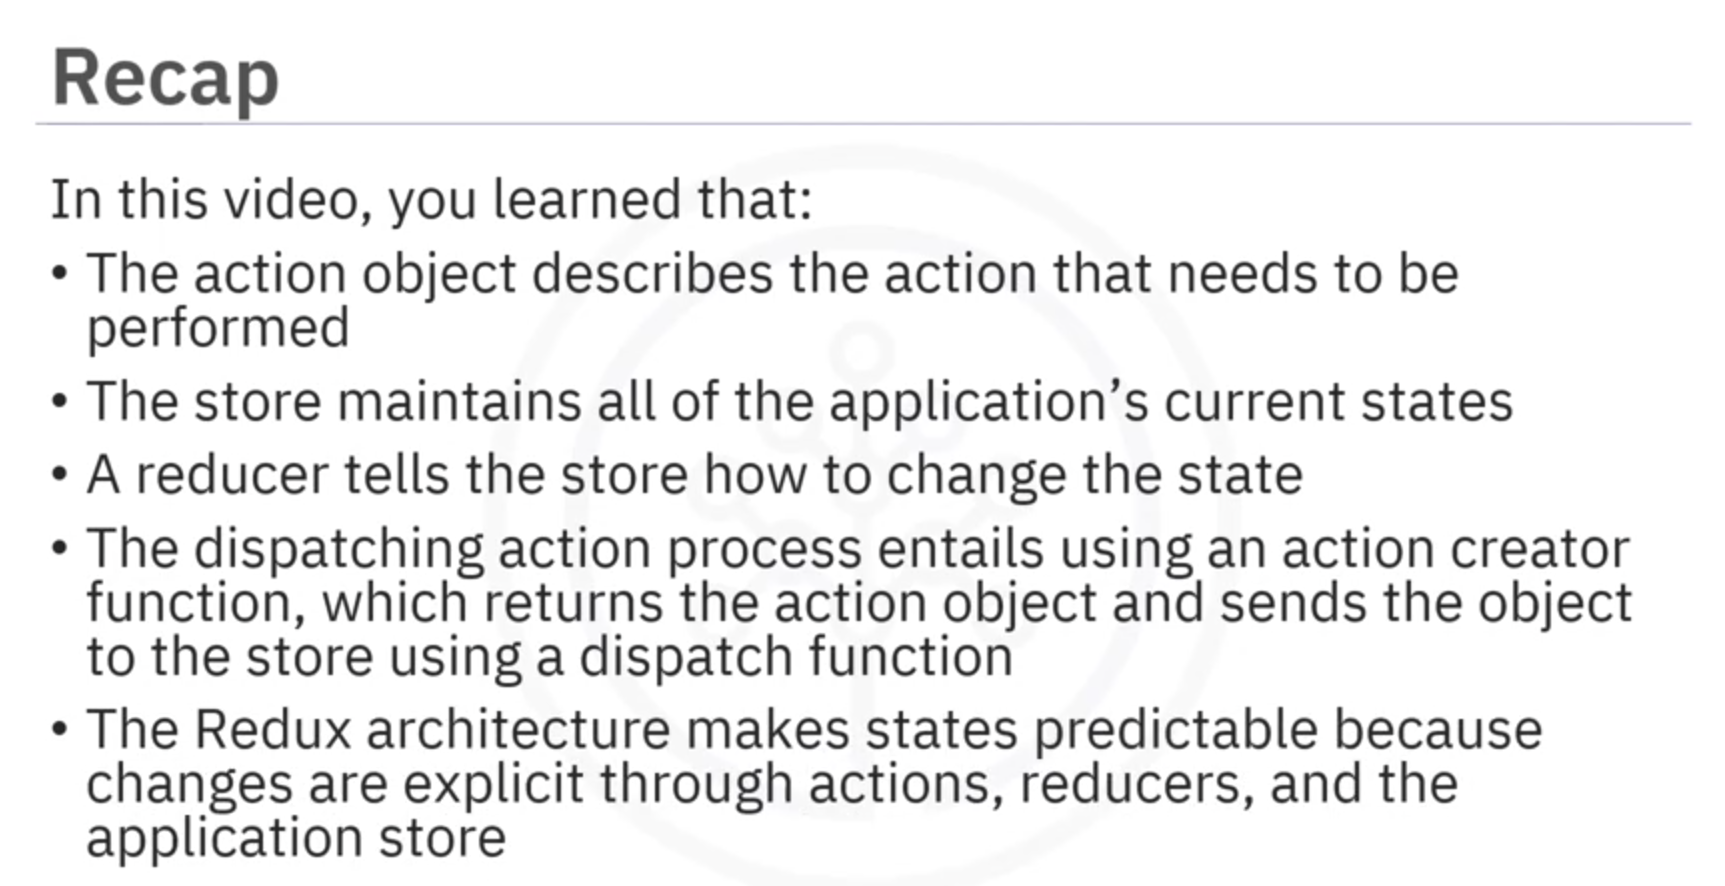 Recap
In this video, you learned that:
• The action object describes the action that needs to be
performed
• The store maintains all of the application’s current states
• A reducer tells the store how to change the state
• The dispatching action process entails using an action creator
function, which returns the action object and sends the object
to the store using a dispatch function
• The Redux architecture makes states predictable because
changes are explicit through actions, reducers, and the
application store